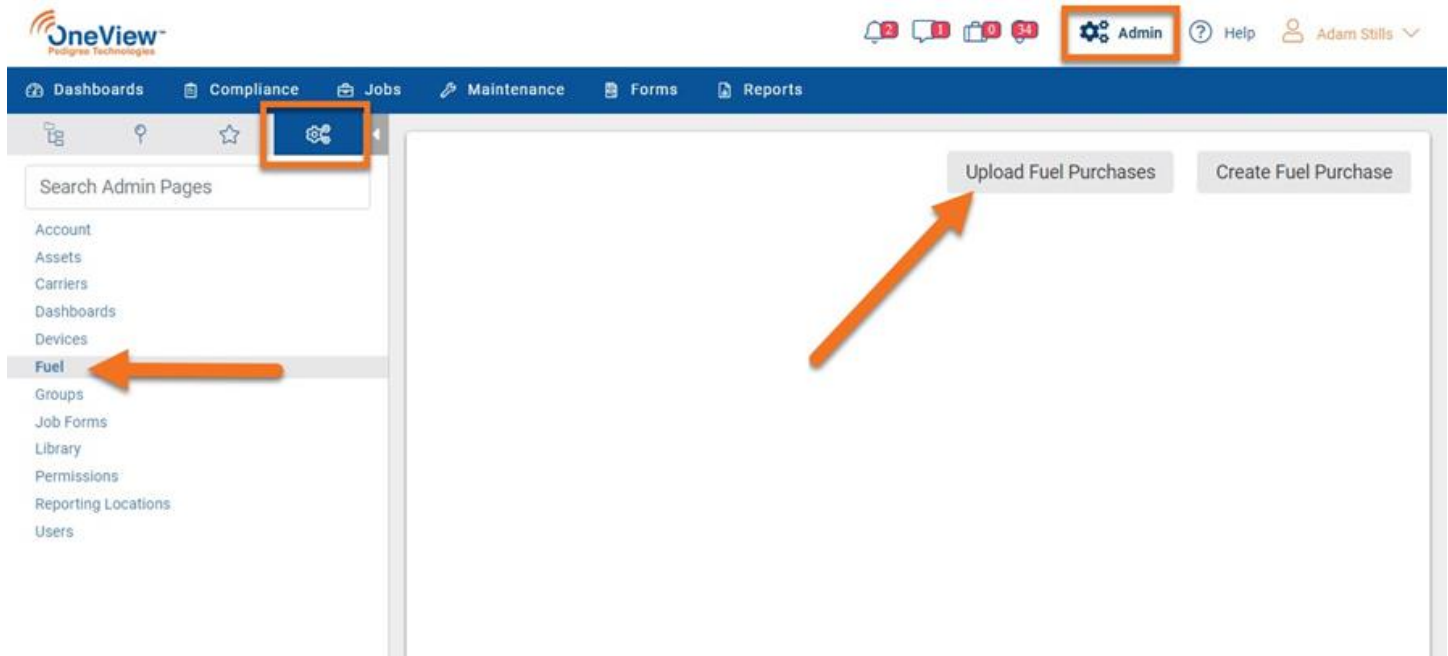 OneView™
Pedigree Technologies
2 1 0 34 Admin Help Adam Stills
Dashboards Compliance Jobs Maintenance Forms Reports
Search Admin Pages
Upload Fuel Purchases Create Fuel Purchase
Account
Assets
Carriers
Dashboards
Devices
Fuel
Groups
Job Forms
Library
Permissions
Reporting Locations
Users